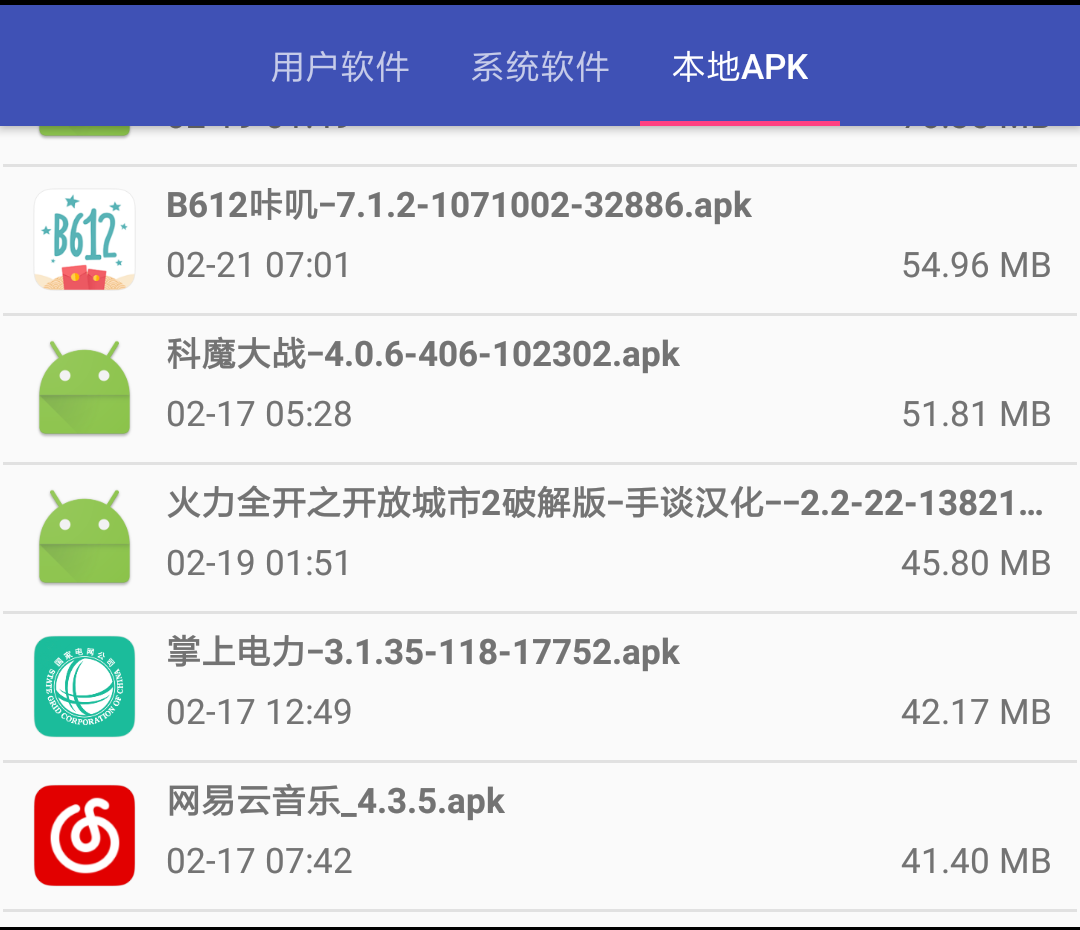 用户软件 系统软件 本地APK
B612咔叽-7.1.2-1071002-32886.apk
B612
02-21 07:01 54.96 MB
科魔大战-4.0.6-406-102302.apk
02-17 05:28 51.81 MB
火力全开之开放城市2破解版-手谈汉化--2.2-22-13821...
02-19 01:51 45.80 MB
掌上电力-3.1.35-118-17752.apk
国家电网公司
STATE GRID CORPORATION OF CHINA
02-17 12:49 42.17 MB
网易云音乐_4.3.5.apk
02-17 07:42 41.40 MB